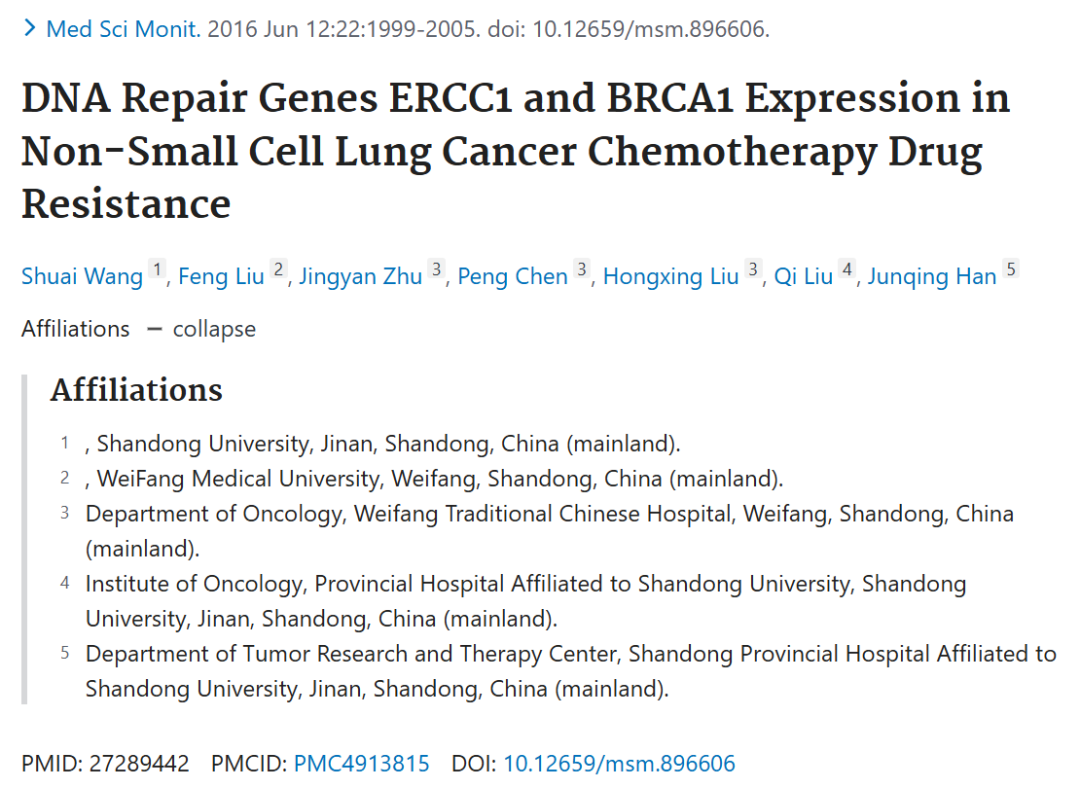 Med Sci Monit. 2016 Jun 12:22:1999-2005. doi: 10.12659/msm.896606.
DNA Repair Genes ERCC1 and BRCA1 Expression in
Non-Small Cell Lung Cancer Chemotherapy Drug
Resistance
Shuai Wang 1, Feng Liu 2, Jingyan Zhu 3, Peng Chen 3, Hongxing Liu 3, Qi Liu 4, Junqing Han 5
Affiliations – collapse
Affiliations
1 , Shandong University, Jinan, Shandong, China (mainland).
2 , WeiFang Medical University, Weifang, Shandong, China (mainland).
3 Department of Oncology, Weifang Traditional Chinese Hospital, Weifang, Shandong, China
(mainland).
4 Institute of Oncology, Provincial Hospital Affiliated to Shandong University, Shandong
University, Jinan, Shandong, China (mainland).
5 Department of Tumor Research and Therapy Center, Shandong Provincial Hospital Affiliated to
Shandong University, Jinan, Shandong, China (mainland).
PMID: 27289442 PMCID: PMC4913815 DOI: 10.12659/msm.896606